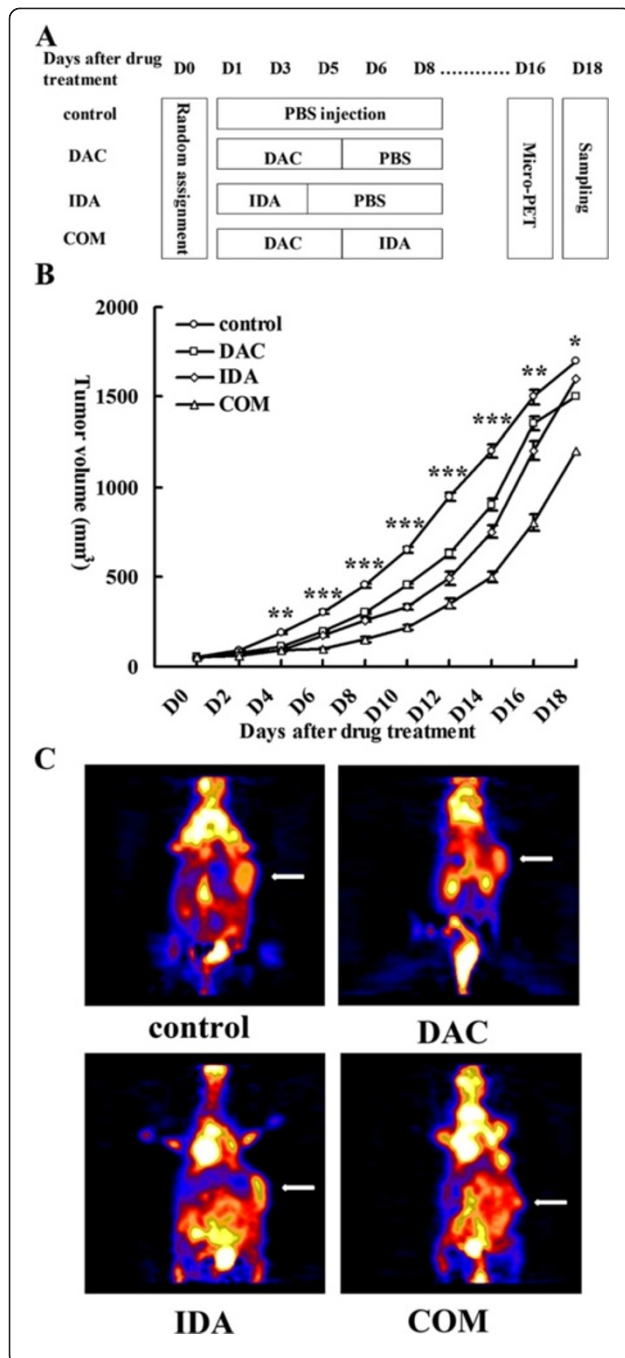 A
Days after drug treatment D0 D1 D3 D5 D6 D8 ............ D16 D18
control PBS injection
DAC DAC PBS
IDA IDA PBS
COM DAC IDA
Random assignment
Micro-PET
Sampling
B
2000
1500
1000
500
0
Tumor volume (mm³)
control
DAC
IDA
COM
**
***
***
***
***
***
**
*
D0 D2 D4 D6 D8 D10 D12 D14 D16 D18
Days after drug treatment
C
control DAC
IDA COM